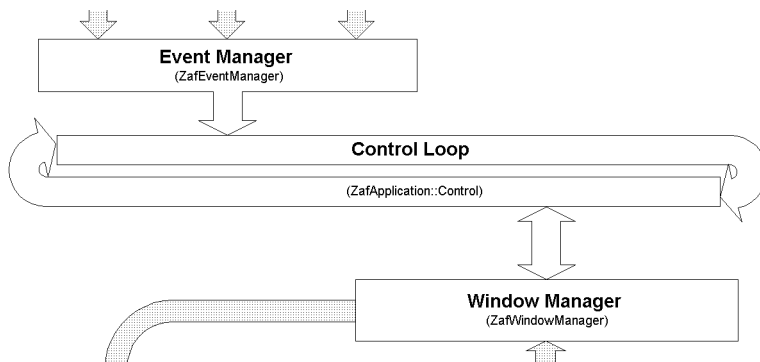 Event Manager
(ZafEventManager)
Control Loop
(ZafApplication::Control)
Window Manager
(ZafWindowManager)